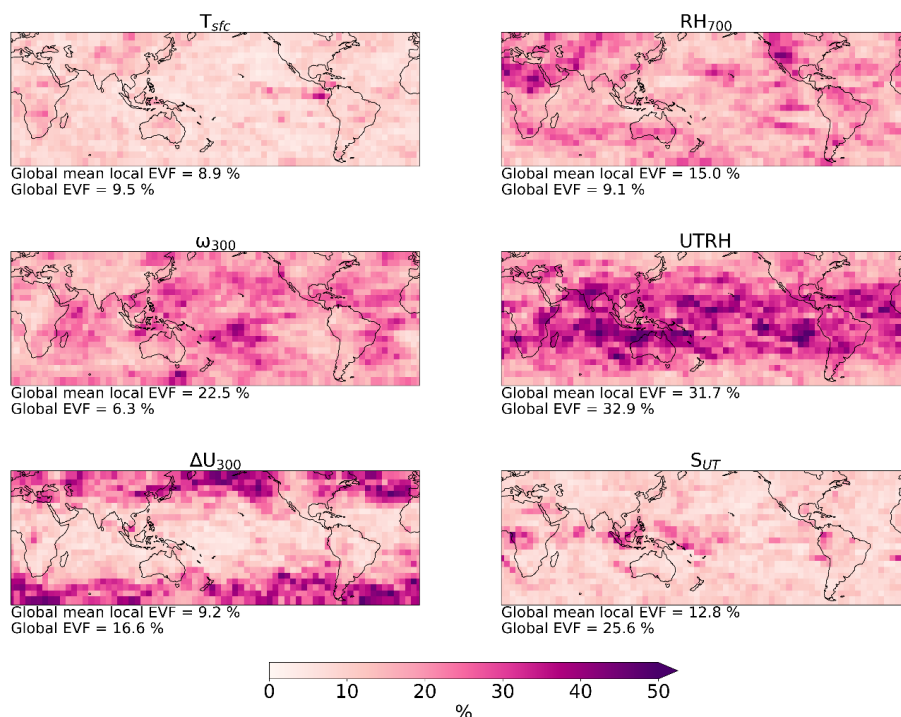 T_sfc
RH_700
Global mean local EVF = 8.9 %
Global EVF = 9.5 %
Global mean local EVF = 15.0 %
Global EVF = 9.1 %
ω_300
UTRH
Global mean local EVF = 22.5 %
Global EVF = 6.3 %
Global mean local EVF = 31.7 %
Global EVF = 32.9 %
ΔU_300
S_UT
Global mean local EVF = 9.2 %
Global EVF = 16.6 %
Global mean local EVF = 12.8 %
Global EVF = 25.6 %
0 10 20 30 40 50
%